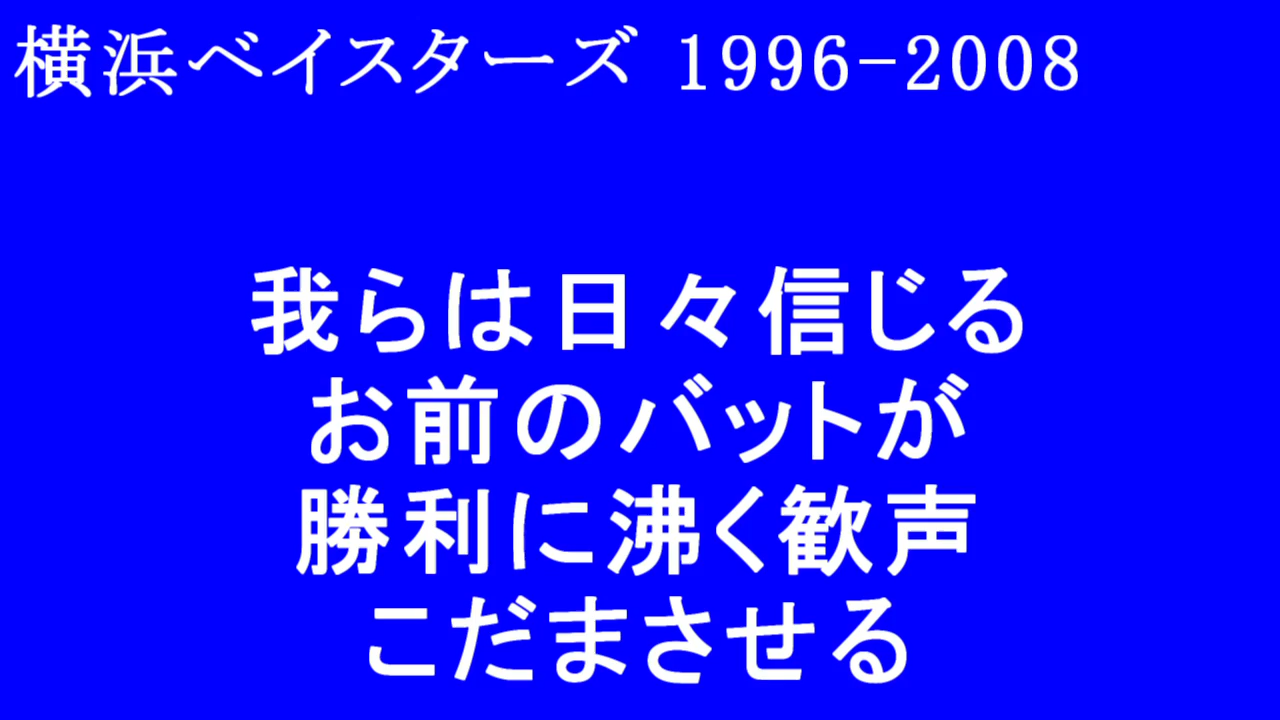 横浜ベイスターズ 1996-2008
我らは日々信じる
お前のバットが
勝利に沸く歓声
こだまさせる